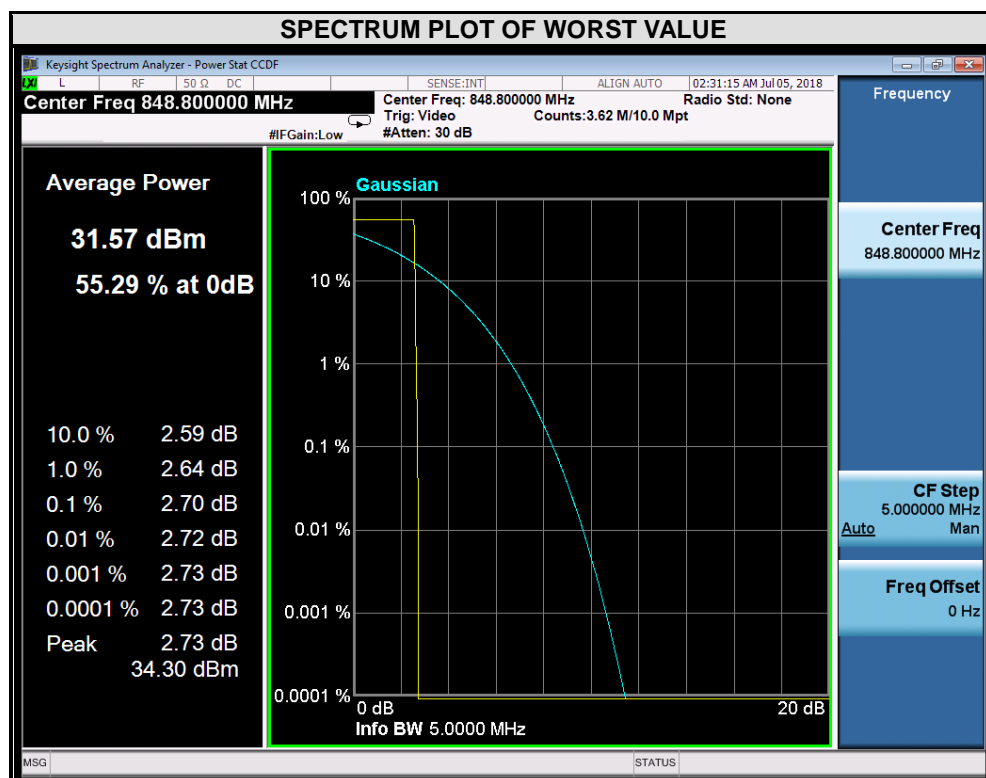 SPECTRUM PLOT OF WORST VALUE
Keysight Spectrum Analyzer - Power Stat CCDF
LXI L RF 50 Ω DC SENSE:INT ALIGN AUTO 02:31:15 AM Jul 05, 2018
Center Freq 848.800000 MHz
Center Freq: 848.800000 MHz Radio Std: None
Trig: Video Counts:3.62 M/10.0 Mpt
#IFGain:Low #Atten: 30 dB
Frequency
Average Power
31.57 dBm
55.29 % at 0dB
10.0 % 2.59 dB
1.0 % 2.64 dB
0.1 % 2.70 dB
0.01 % 2.72 dB
0.001 % 2.73 dB
0.0001 % 2.73 dB
Peak 2.73 dB
34.30 dBm
Gaussian
100 %
10 %
1 %
0.1 %
0.01 %
0.001 %
0.0001 %
0 dB 20 dB
Info BW 5.0000 MHz
Center Freq
848.800000 MHz
CF Step
5.000000 MHz
Auto Man
Freq Offset
0 Hz
MSG STATUS